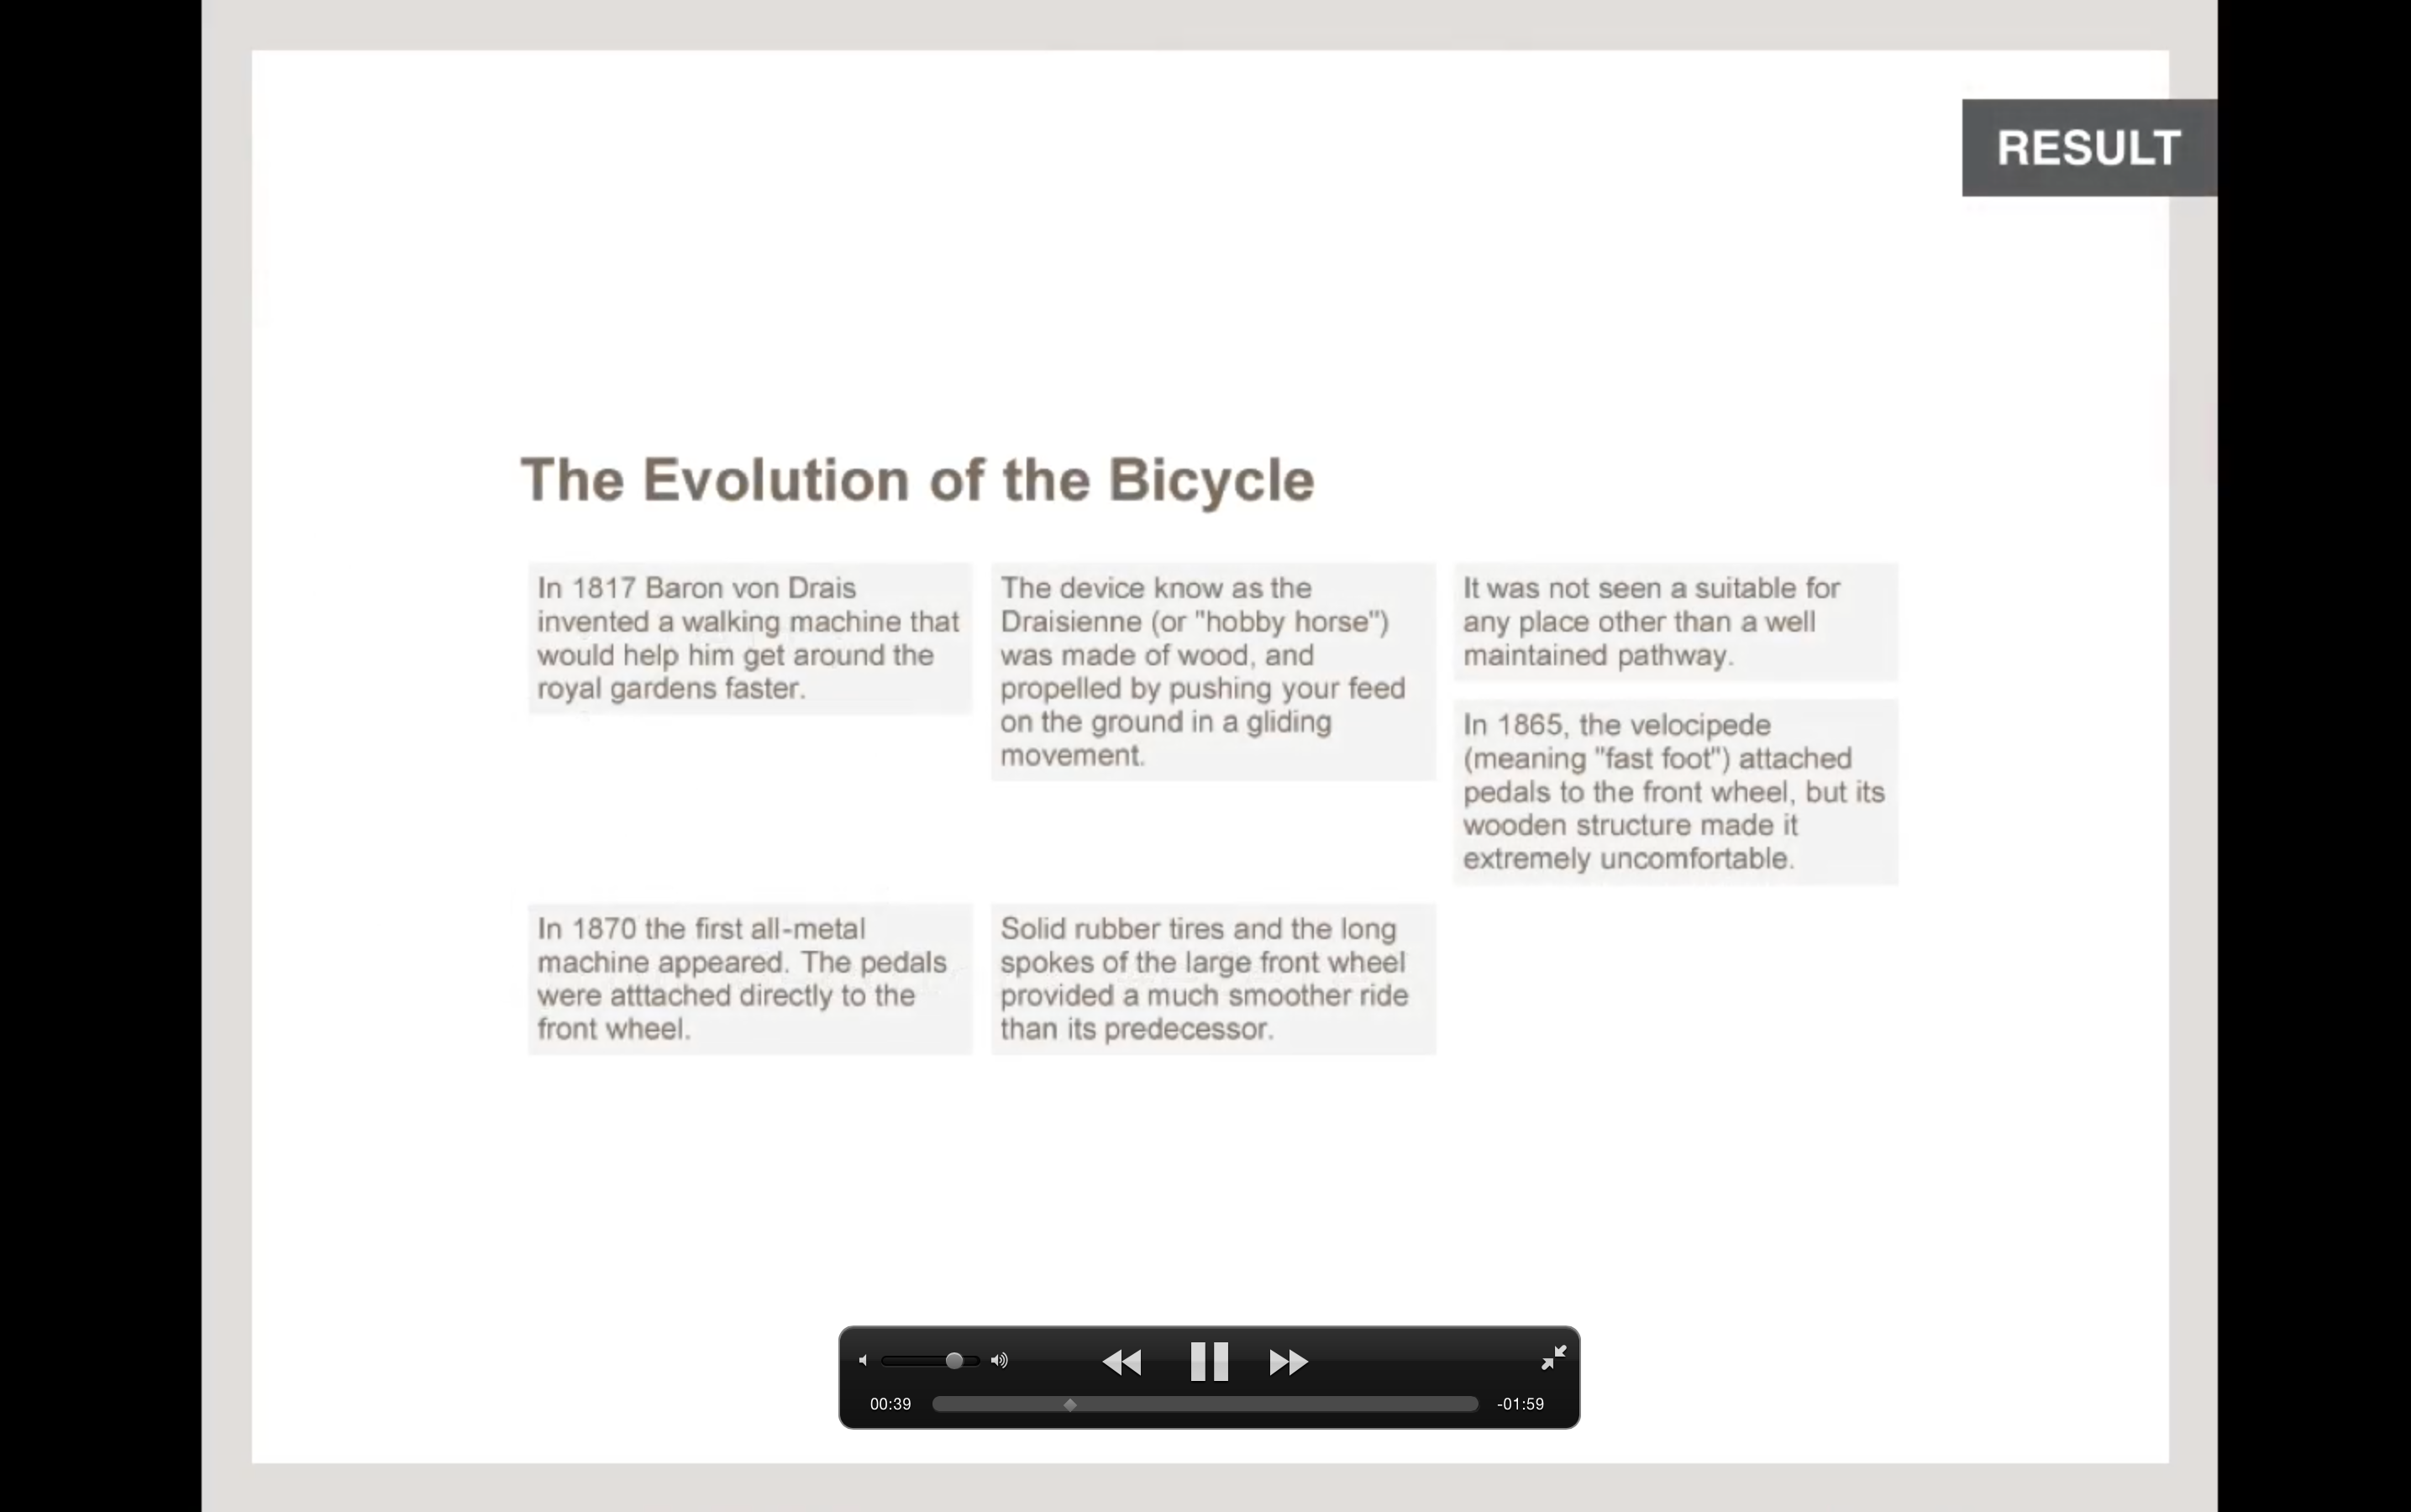 RESULT
The Evolution of the Bicycle
In 1817 Baron von Drais
invented a walking machine that
would help him get around the
royal gardens faster.
The device know as the
Draisienne (or "hobby horse")
was made of wood, and
propelled by pushing your feed
on the ground in a gliding
movement.
It was not seen a suitable for
any place other than a well
maintained pathway.
In 1865, the velocipede
(meaning "fast foot") attached
pedals to the front wheel, but its
wooden structure made it
extremely uncomfortable.
In 1870 the first all-metal
machine appeared. The pedals
were atttached directly to the
front wheel.
Solid rubber tires and the long
spokes of the large front wheel
provided a much smoother ride
than its predecessor.
00:39
-01:59